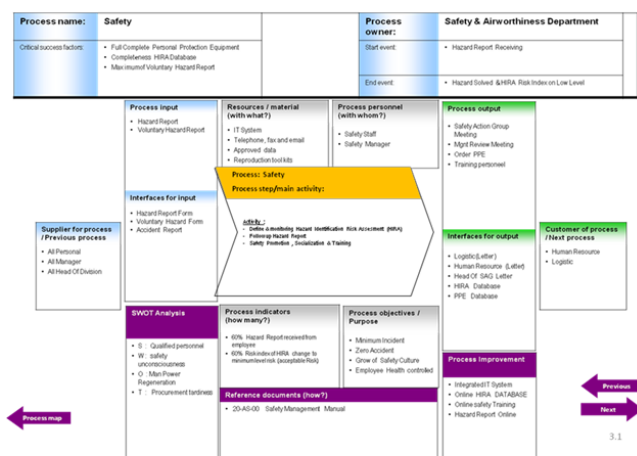 Process name:
Safety
Critical success factors:
• Full Complete Personal Protection Equipment
• Completeness HIRA Database
• Maximum of Voluntary Hazard Report
Process
owner:
Safety & Airworthiness Department
Start event:
• Hazard Report Receiving
End event:
• Hazard Solved & HIRA Risk Index on Low Level
Process input
• Hazard Report
• Voluntary Hazard Report
Resources / material
(with what?)
• IT System
• Telephone, fax and email
• Approved data
• Reproduction tool kits
Process personnel
(with whom?)
• Safety Staff
• Safety Manager
Process output
• Safety Action Group
Meeting
• Mgnt Review Meeting
• Order PPE
• Training personeel
Process: Safety
Process step/main activity:
Activity :
- Define & monitoring Hazard Identification Risk Assesment (HIRA)
- Follow up Hazard Report
- Safety Promotion, Socialization & Training
Interfaces for input
• Hazard Report Form
• Voluntary Hazard Form
• Accident Report
Supplier for process
/ Previous process
• All Personal
• All Manager
• All Head Of Division
Interfaces for output
• Logistic (Letter)
• Human Resource (Letter)
• Head Of SAG Letter
• HIRA Database
• PPE Database
Customer of process
/ Next process
• Human Resource
• Logistic
SWOT Analysis
• S : Qualified personnel
• W : safety
unconsciousness
• O : Man Power
Regeneration
• T : Procurement tardiness
Process indicators
(how many?)
• 60% Hazard Report received from
employee
• 60% Risk index of HIRA change to
minimum level risk (acceptable Risk)
Process objectives /
Purpose
• Minimum Incident
• Zero Accident
• Grow of Safety Culture
• Employee Health controlled
Reference documents (how?)
• 20-AS-00 Safety Management Manual
Process Improvement
• Integrated IT System
• Online HIRA DATABASE
• Online safety Training
• Hazard Report Online
Process map
Previous
Next
3.1